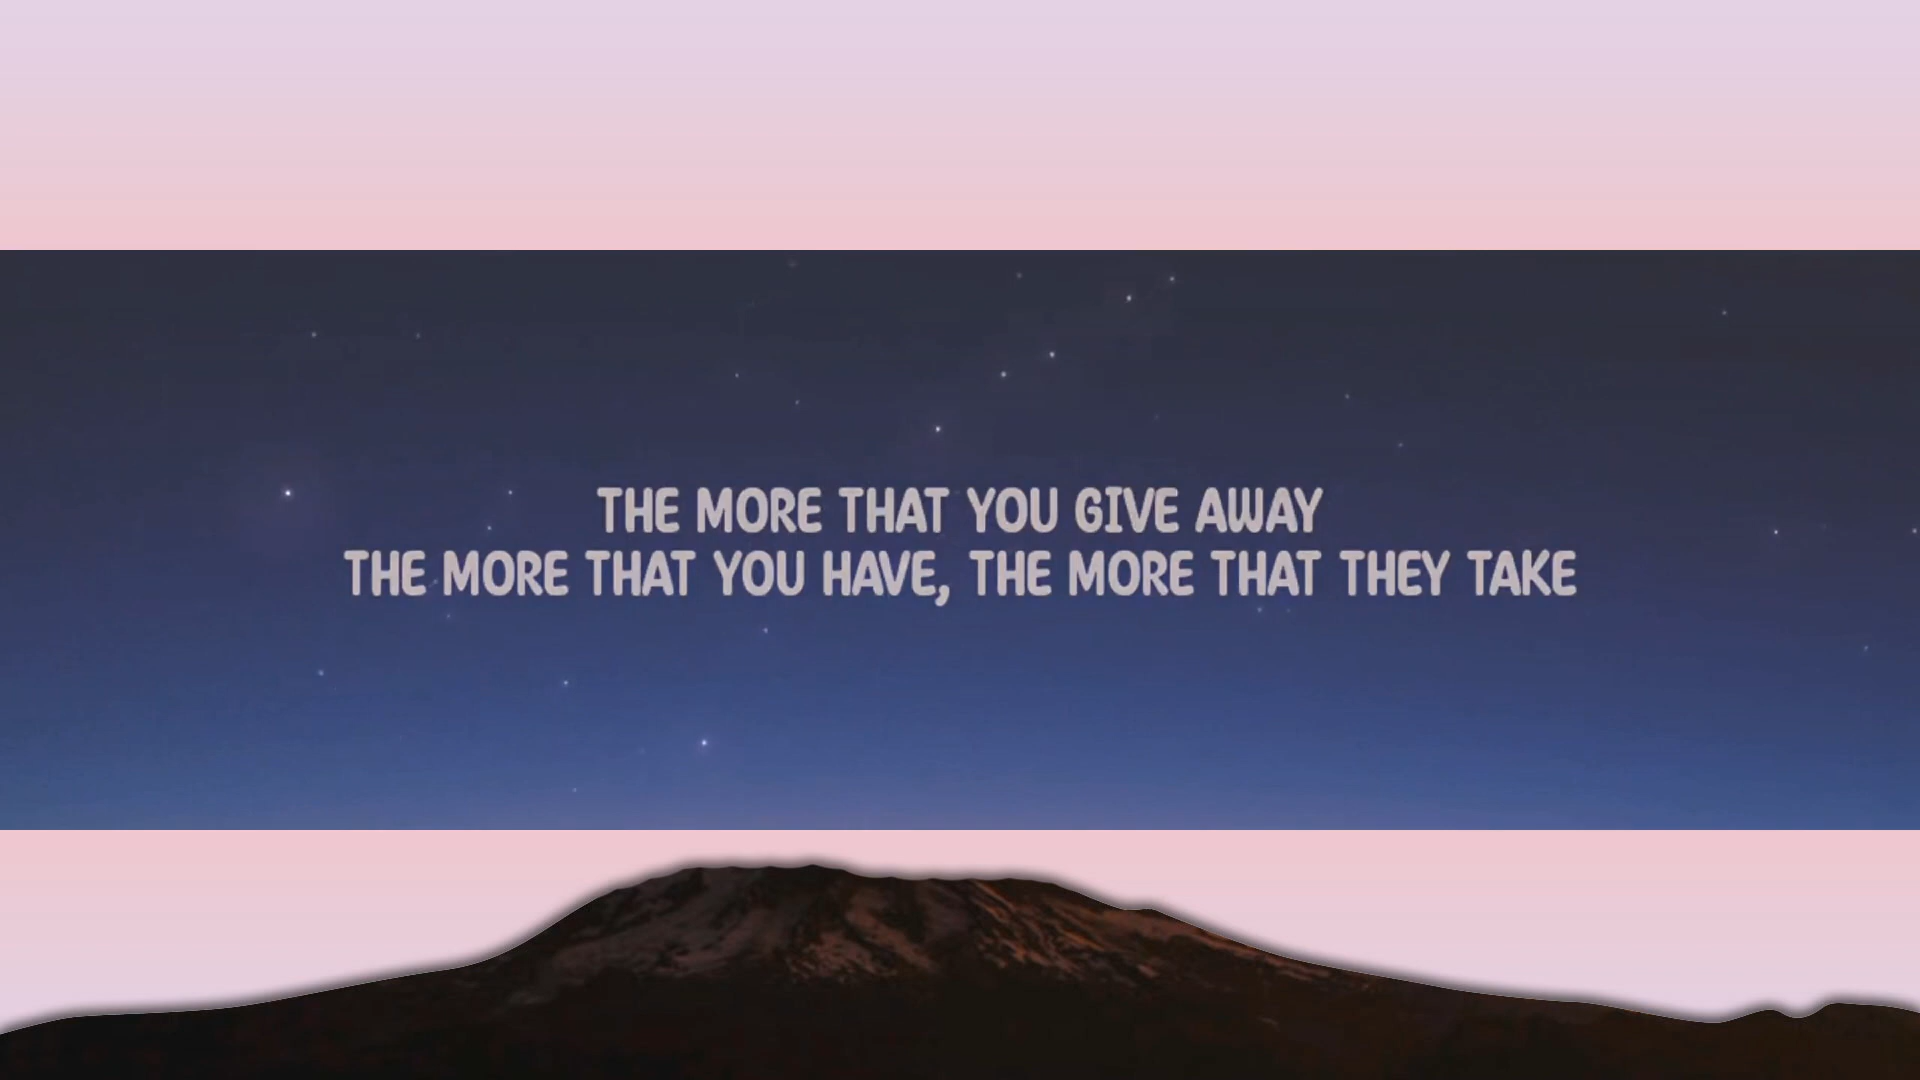 THE MORE THAT YOU GIVE AWAY
THE MORE THAT YOU HAVE, THE MORE THAT THEY TAKE